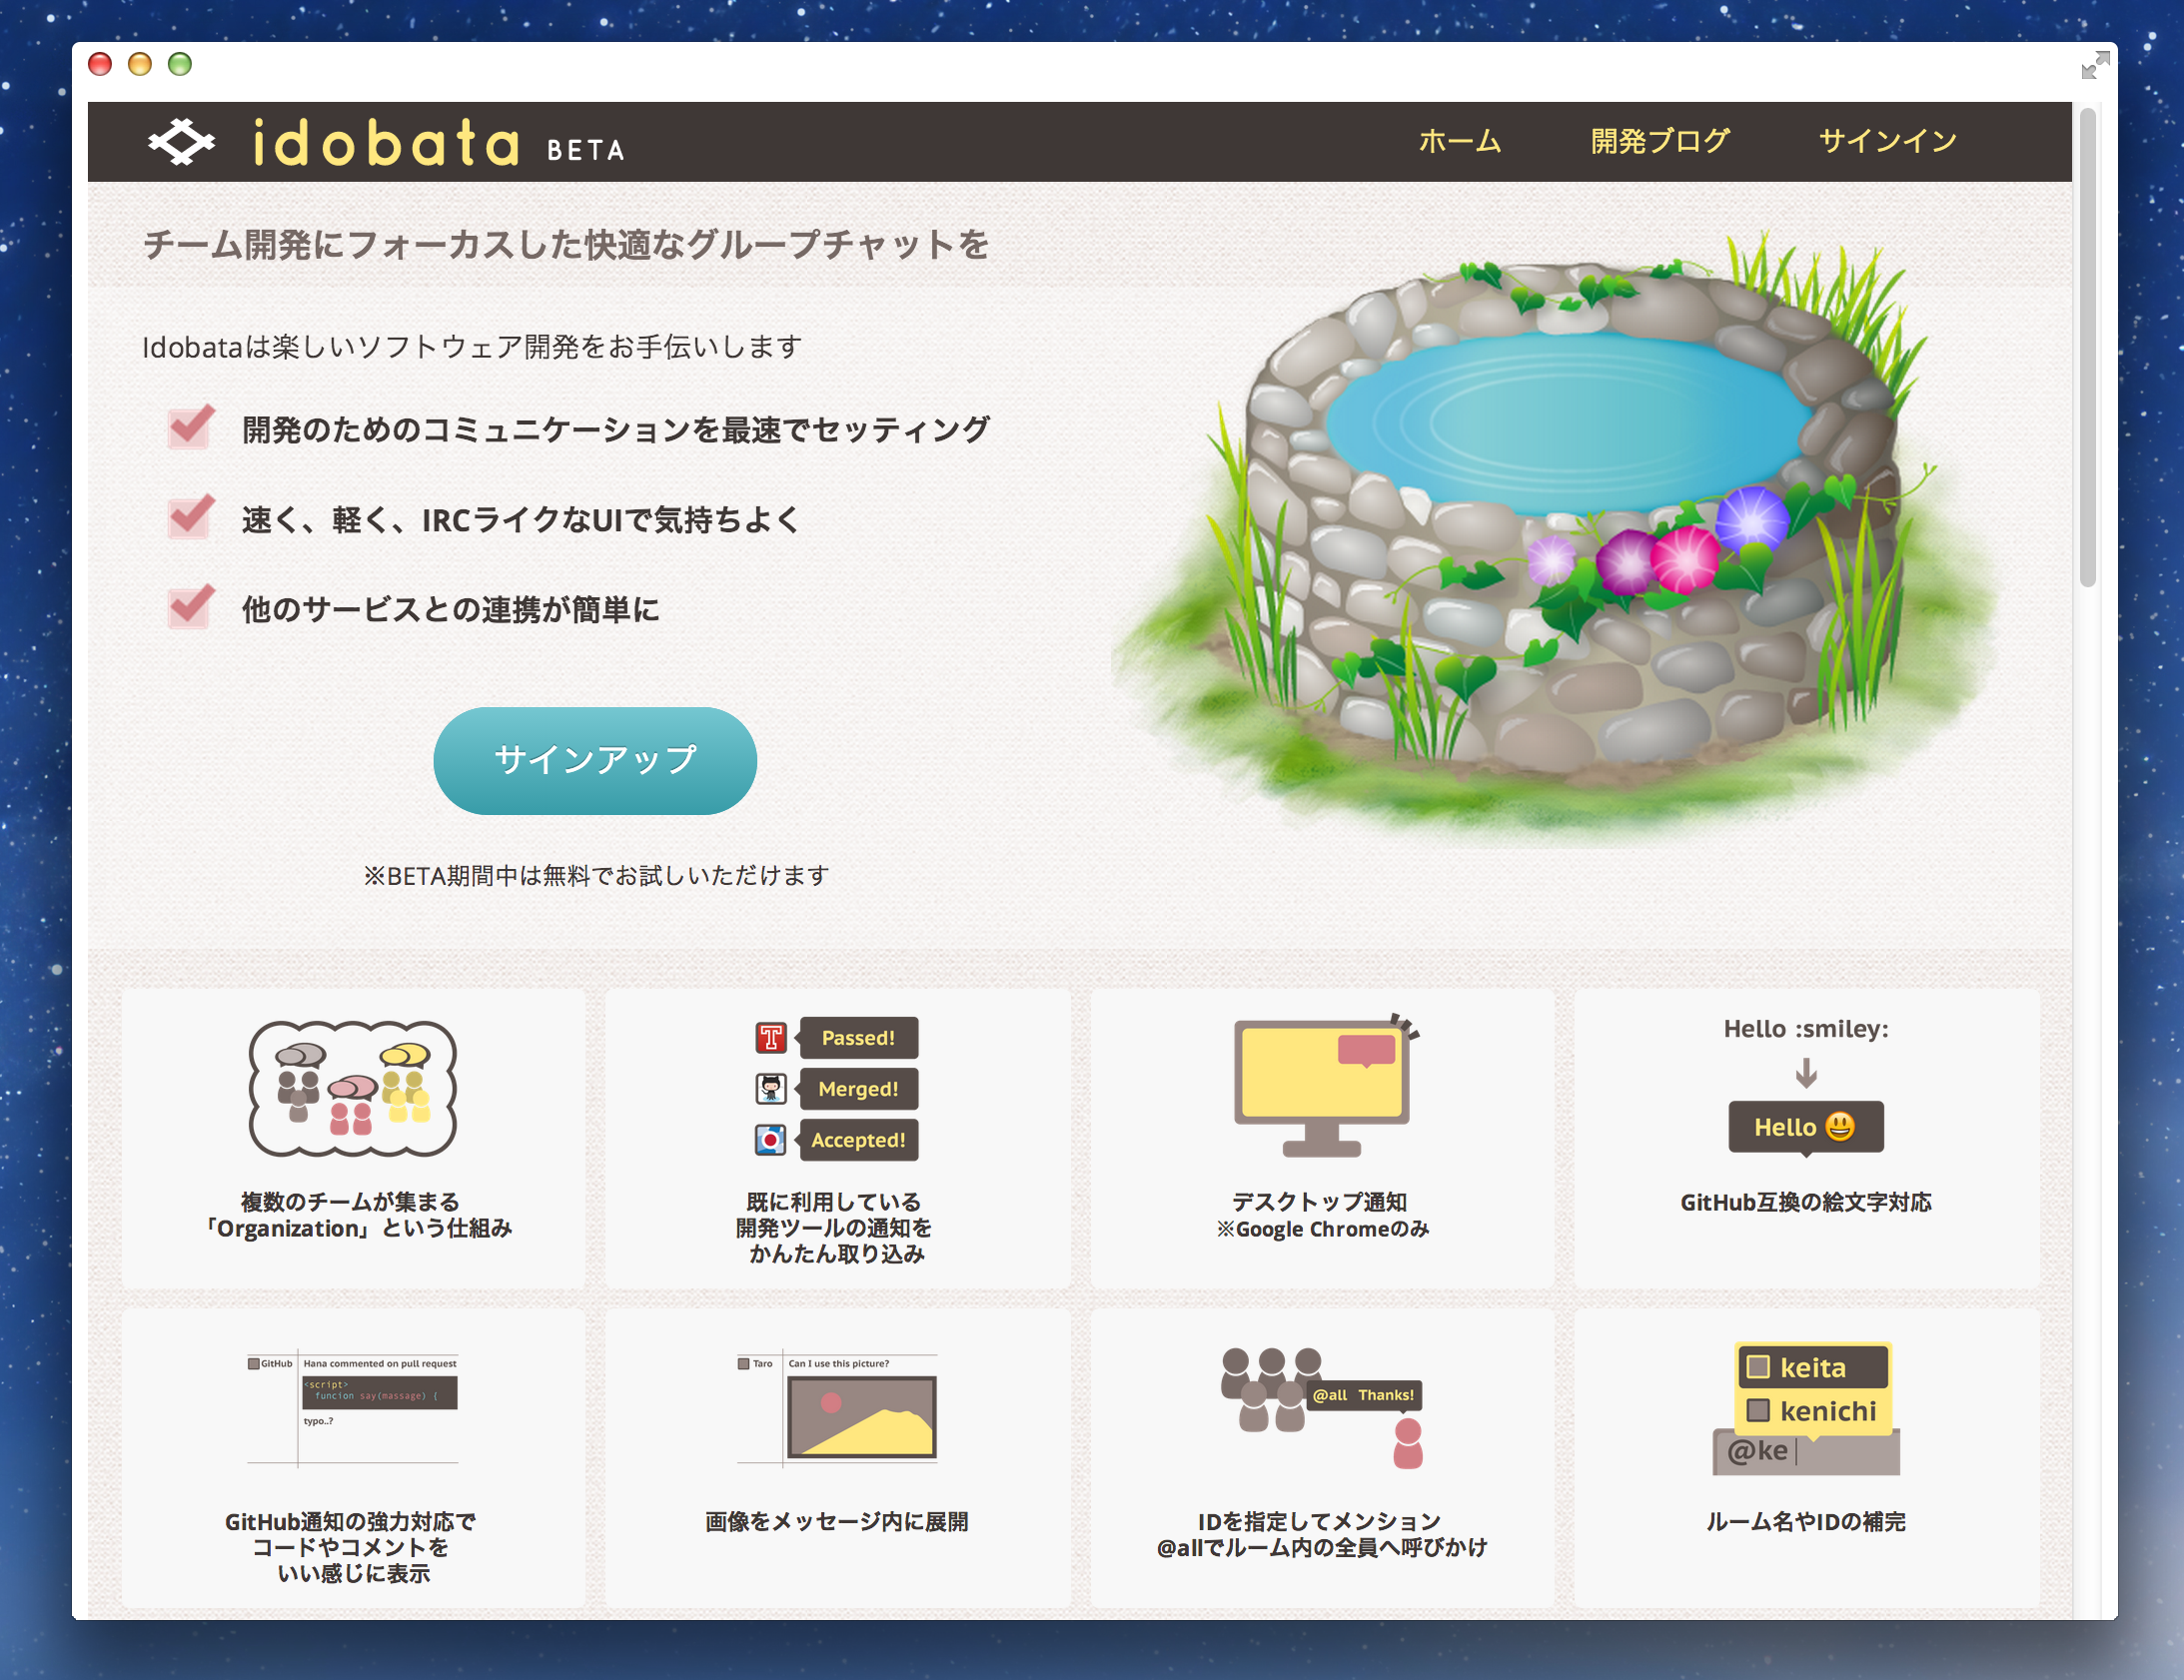 idobata BETA
ホーム 開発ブログ サインイン
チーム開発にフォーカスした快適なグループチャットを
Idobataは楽しいソフトウェア開発をお手伝いします
開発のためのコミュニケーションを最速でセッティング
速く、軽く、IRCライクなUIで気持ちよく
他のサービスとの連携が簡単に
サインアップ
※BETA期間中は無料でお試しいただけます
Passed!
Merged!
Accepted!
Hello :smiley:
Hello 😃
複数のチームが集まる
「Organization」という仕組み
既に利用している
開発ツールの通知を
かんたん取り込み
デスクトップ通知
※Google Chromeのみ
GitHub互換の絵文字対応
GitHub Hana commented on pull request
<script>
funcion say(massage) {
typo..?
GitHub通知の強力対応で
コードやコメントを
いい感じに表示
Taro Can I use this picture?
画像をメッセージ内に展開
@all Thanks!
IDを指定してメンション
@allでルーム内の全員へ呼びかけ
keita
kenichi
@ke
ルーム名やIDの補完